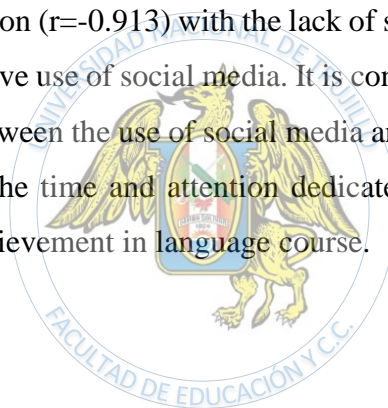 on (r=-0.913) with the lack of s
ve use of social media. It is con
ween the use of social media an
he time and attention dedicate
ievement in language course.
UNIVERSIDAD NACIONAL DE TRUJILLO
FACULTAD DE EDUCACIÓN Y C.C.